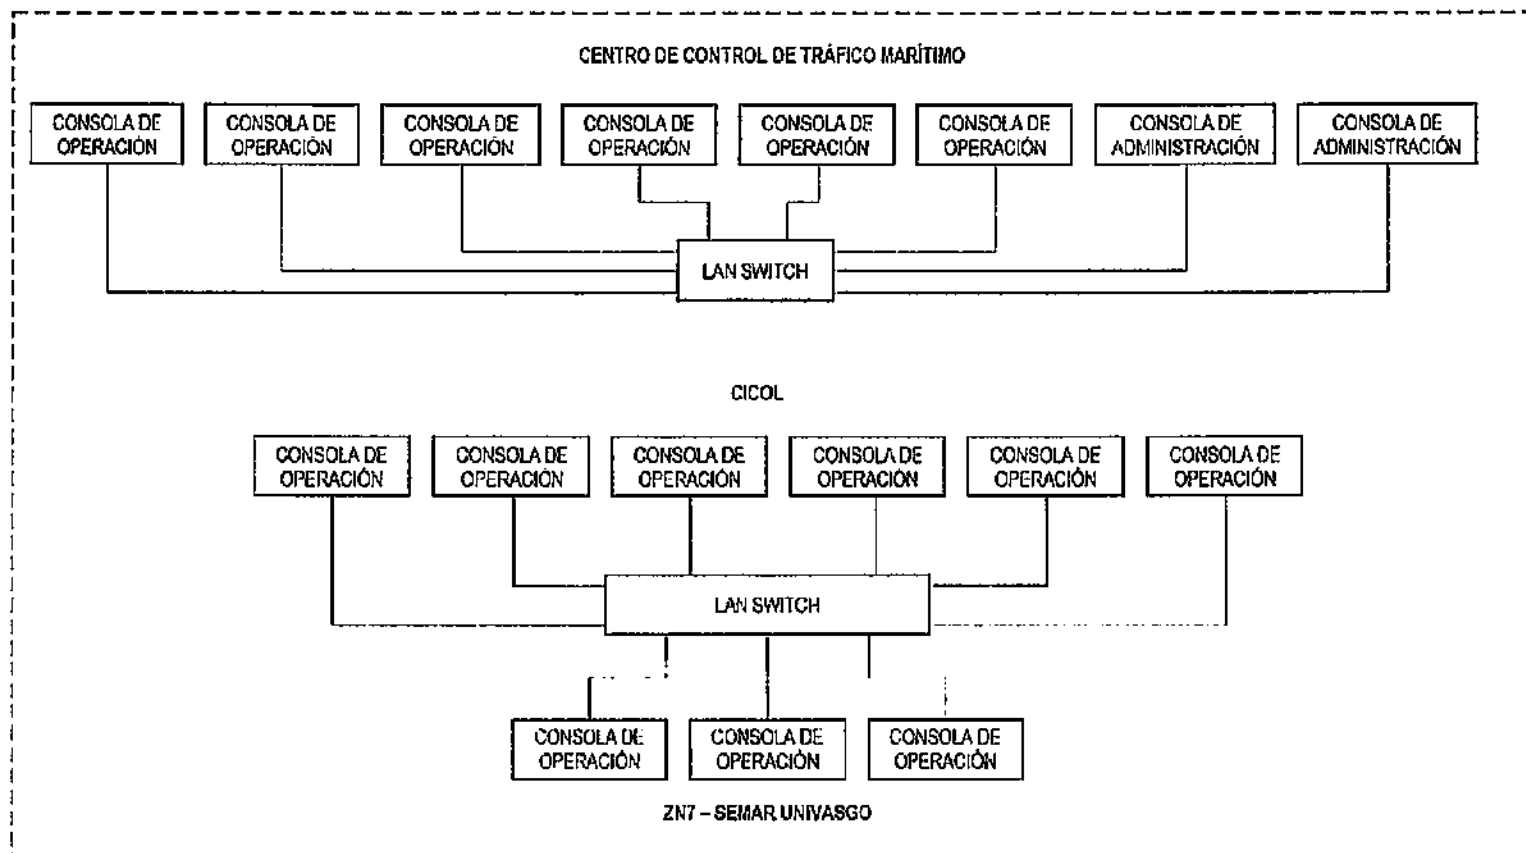 CENTRO DE CONTROL DE TRÁFICO MARÍTIMO
CONSOLA DE
OPERACIÓN
CONSOLA DE
OPERACIÓN
CONSOLA DE
OPERACIÓN
CONSOLA DE
OPERACIÓN
CONSOLA DE
OPERACIÓN
CONSOLA DE
OPERACIÓN
CONSOLA DE
ADMINISTRACIÓN
CONSOLA DE
ADMINISTRACIÓN
LAN SWITCH
CICOL
CONSOLA DE
OPERACIÓN
CONSOLA DE
OPERACIÓN
CONSOLA DE
OPERACIÓN
CONSOLA DE
OPERACIÓN
CONSOLA DE
OPERACIÓN
CONSOLA DE
OPERACIÓN
LAN SWITCH
CONSOLA DE
OPERACIÓN
CONSOLA DE
OPERACIÓN
CONSOLA DE
OPERACIÓN
ZN7 – SEMAR UNIVASGO